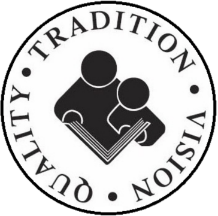 QUALITY • TRADITION • VISION •